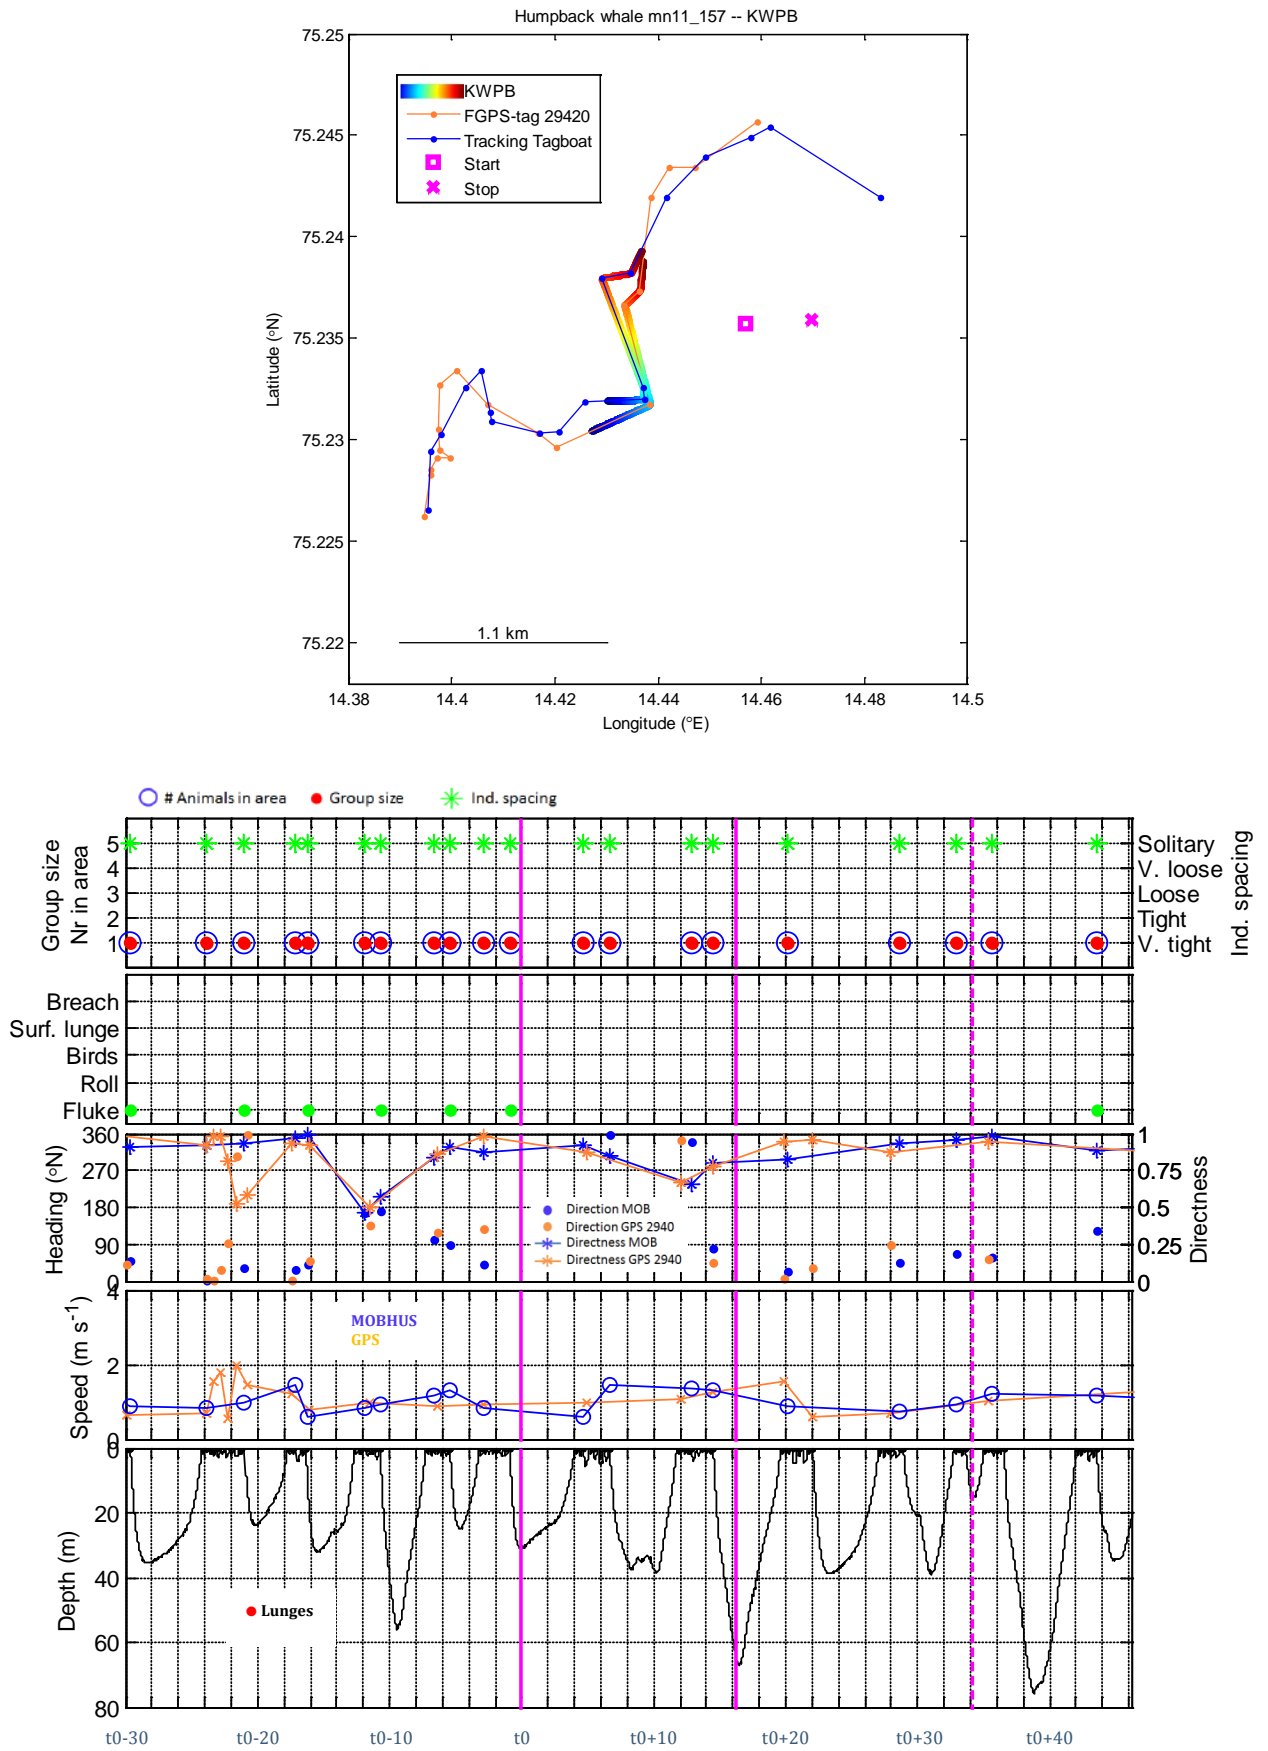 Humpback whale mn11_157 -- KWPB
75.25
75.245
75.24
75.235
75.23
75.225
75.22
Latitude (°N)
KWPB
FGPS-tag 29420
Tracking Tagboat
Start
Stop
1.1 km
14.38 14.4 14.42 14.44 14.46 14.48 14.5
Longitude (°E)
# Animals in area Group size Ind. spacing
Group size
Nr in area
5
4
3
2
1
Solitary
V. loose
Loose
Tight
V. tight
Ind. spacing
Breach
Surf. lunge
Birds
Roll
Fluke
Heading (°N)
360
270
180
90
0
Direction MOB
Direction GPS 2940
Directness MOB
Directness GPS 2940
1
0.75
0.5
0.25
0
Directness
Speed (m s-1)
4
2
0
MOBHUS
GPS
Depth (m)
0
20
40
60
80
Lunges
t0-30 t0-20 t0-10 t0 t0+10 t0+20 t0+30 t0+40